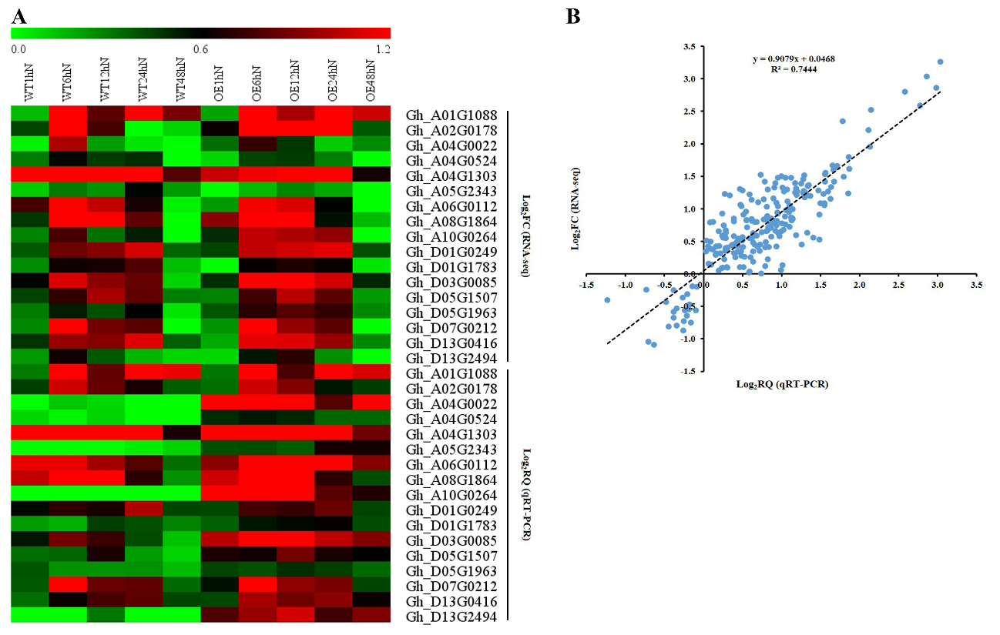 A
0.0 0.6 1.2
WT1hN WT6hN WT12hN WT24hN WT48hN OE1hN OE6hN OE12hN OE24hN OE48hN
Gh_A01G1088
Gh_A02G0178
Gh_A04G0022
Gh_A04G0524
Gh_A04G1303
Gh_A05G2343
Gh_A06G0112
Gh_A08G1864
Gh_A10G0264
Gh_D01G0249
Gh_D01G1783
Gh_D03G0085
Gh_D05G1507
Gh_D05G1963
Gh_D07G0212
Gh_D13G0416
Gh_D13G2494
Log₂FC (RNA-seq)
Gh_A01G1088
Gh_A02G0178
Gh_A04G0022
Gh_A04G0524
Gh_A04G1303
Gh_A05G2343
Gh_A06G0112
Gh_A08G1864
Gh_A10G0264
Gh_D01G0249
Gh_D01G1783
Gh_D03G0085
Gh_D05G1507
Gh_D05G1963
Gh_D07G0212
Gh_D13G0416
Gh_D13G2494
Log₂RQ (qRT-PCR)
B
y = 0.9079x + 0.0468
R² = 0.7444
Log₂FC (RNA-seq)
3.5
3.0
2.5
2.0
1.5
1.0
0.5
0.0
-0.5
-1.0
-1.5
-1.5 -1.0 -0.5 0.0 0.5 1.0 1.5 2.0 2.5 3.0 3.5
Log₂RQ (qRT-PCR)